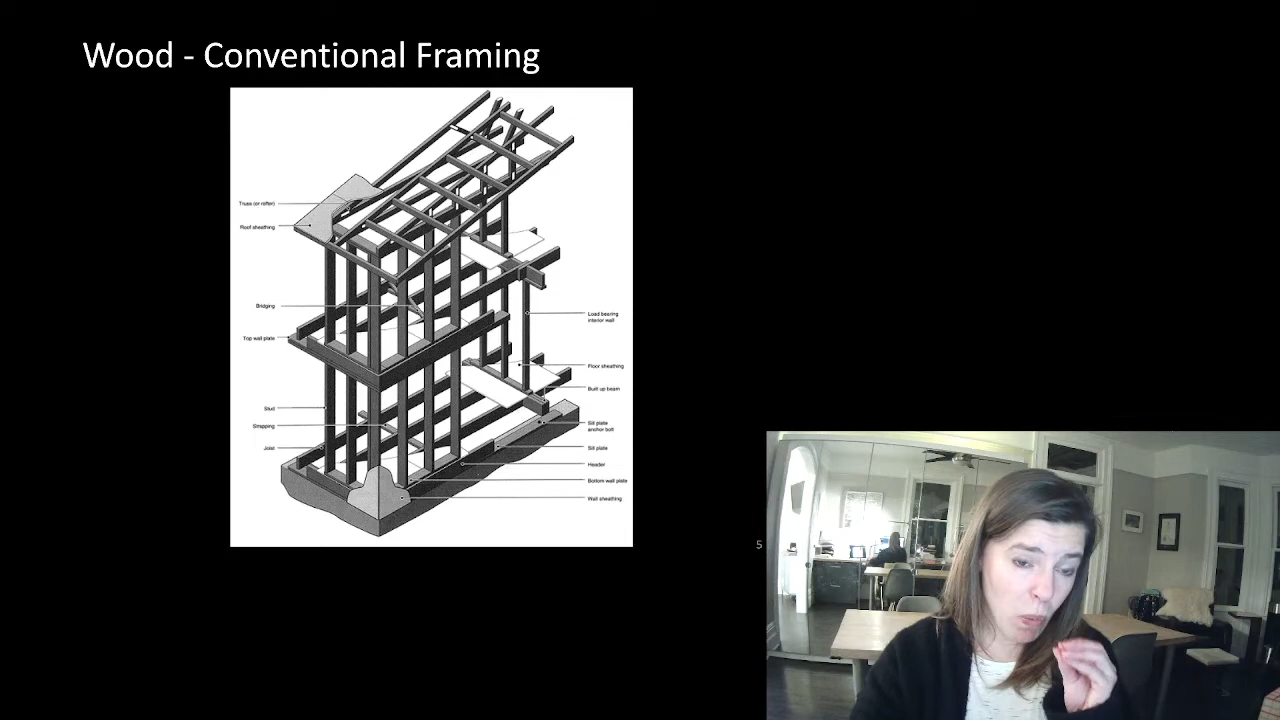 Wood - Conventional Framing
Truss (or rafter)
Roof sheathing
Bridging
Top wall plate
Stud
Strapping
Joist
Load bearing
interior wall
Floor sheathing
Built up beam
Sill plate
anchor bolt
Sill plate
Header
Bottom wall plate
Wall sheathing
5